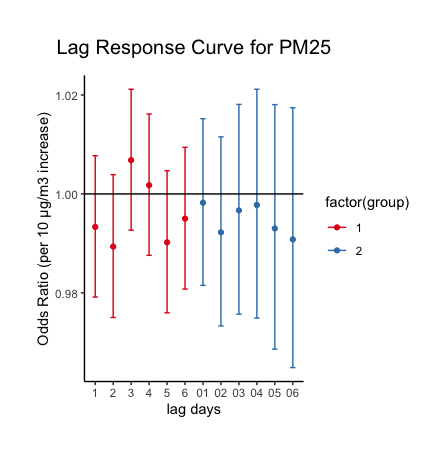 Lag Response Curve for PM25
Odds Ratio (per 10 µg/m3 increase)
1.02
1.00
0.98
1 2 3 4 5 6 01 02 03 04 05 06
lag days
factor(group)
1
2